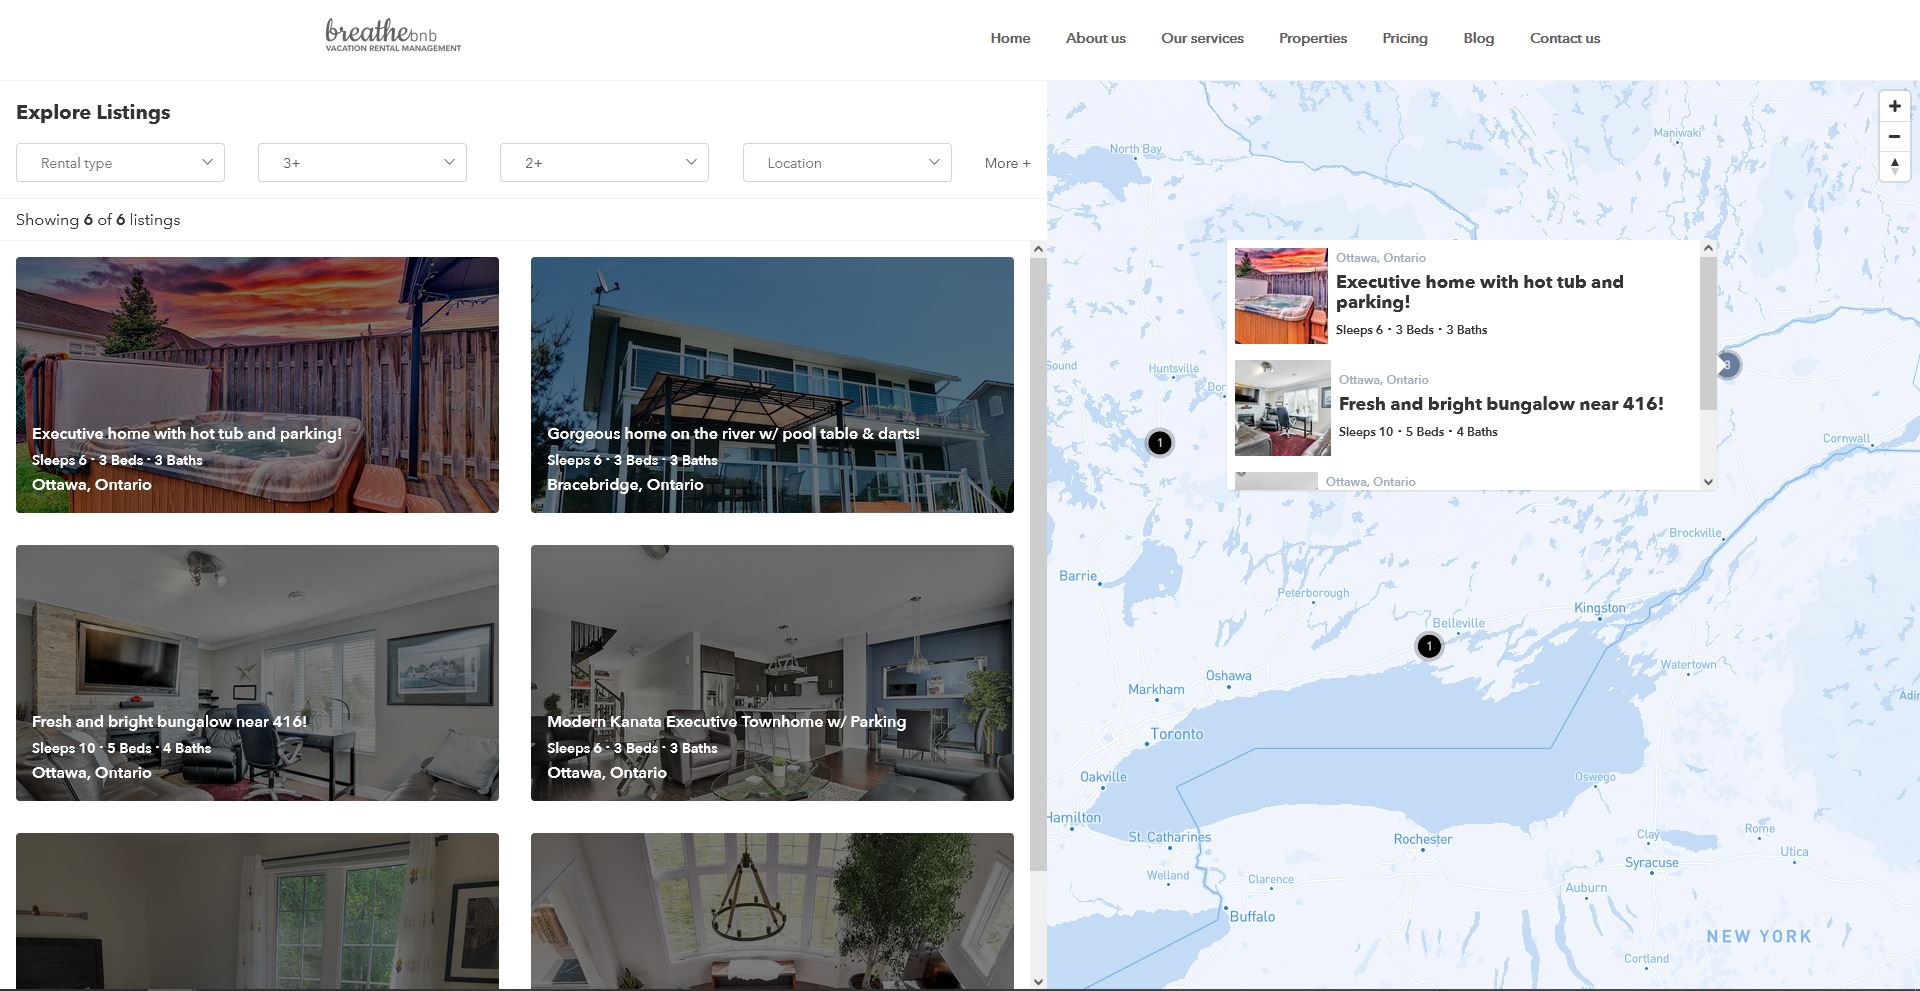 breathebnb
VACATION RENTAL MANAGEMENT
Home
About us
Our services
Properties
Pricing
Blog
Contact us
Explore Listings
Rental type
3+
2+
Location
More +
Showing 6 of 6 listings
Executive home with hot tub and parking!
Sleeps 6 · 3 Beds · 3 Baths
Ottawa, Ontario
Gorgeous home on the river w/ pool table & darts!
Sleeps 6 · 3 Beds · 3 Baths
Bracebridge, Ontario
Fresh and bright bungalow near 416!
Sleeps 10 · 5 Beds · 4 Baths
Ottawa, Ontario
Modern Kanata Executive Townhome w/ Parking
Sleeps 6 · 3 Beds · 3 Baths
Ottawa, Ontario
Maniwaki
North Bay
Ottawa, Ontario
Executive home with hot tub and
parking!
Sleeps 6 · 3 Beds · 3 Baths
Ottawa, Ontario
Fresh and bright bungalow near 416!
Sleeps 10 · 5 Beds · 4 Baths
Ottawa, Ontario
3
Sound
Huntsville
Dor
1
Cornwall
Brockville
Barrie
Peterborough
Kingston
Belleville
1
Watertown
Oshawa
Markham
Adir
Toronto
Oakville
Oswego
Hamilton
St. Catharines
Rochester
Clay
Rome
Utica
Syracuse
Welland
Clarence
Auburn
Buffalo
NEW YORK
Cortland